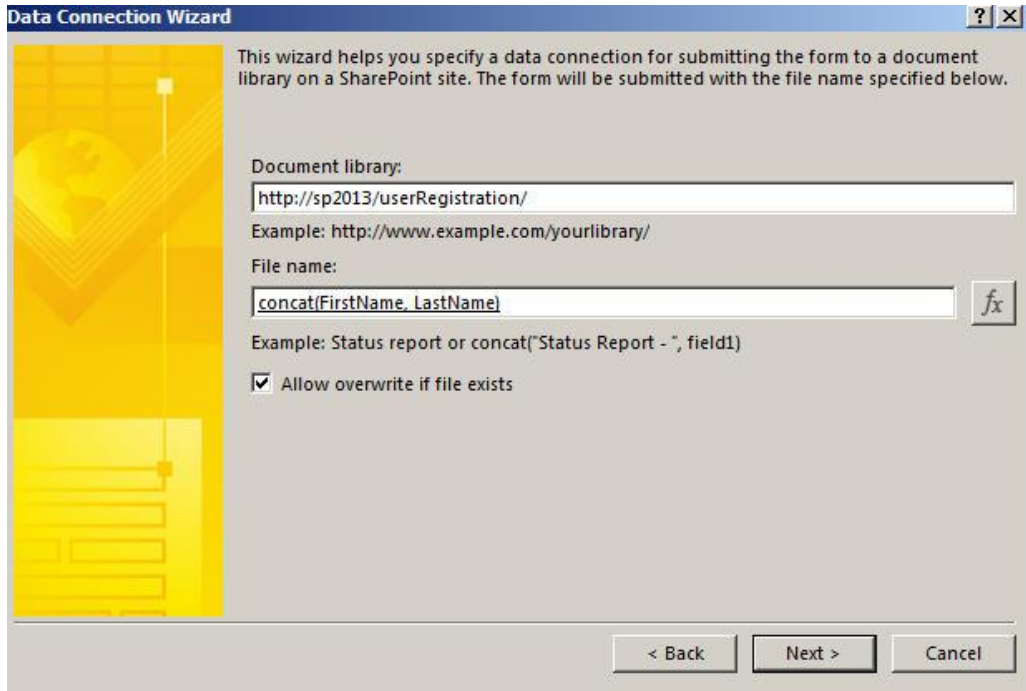 Data Connection Wizard
This wizard helps you specify a data connection for submitting the form to a document
library on a SharePoint site. The form will be submitted with the file name specified below.
Document library:
http://sp2013/userRegistration/
Example: http://www.example.com/yourlibrary/
File name:
concat(FirstName, LastName)
fx
Example: Status report or concat("Status Report - ", field1)
Allow overwrite if file exists
< Back Next > Cancel